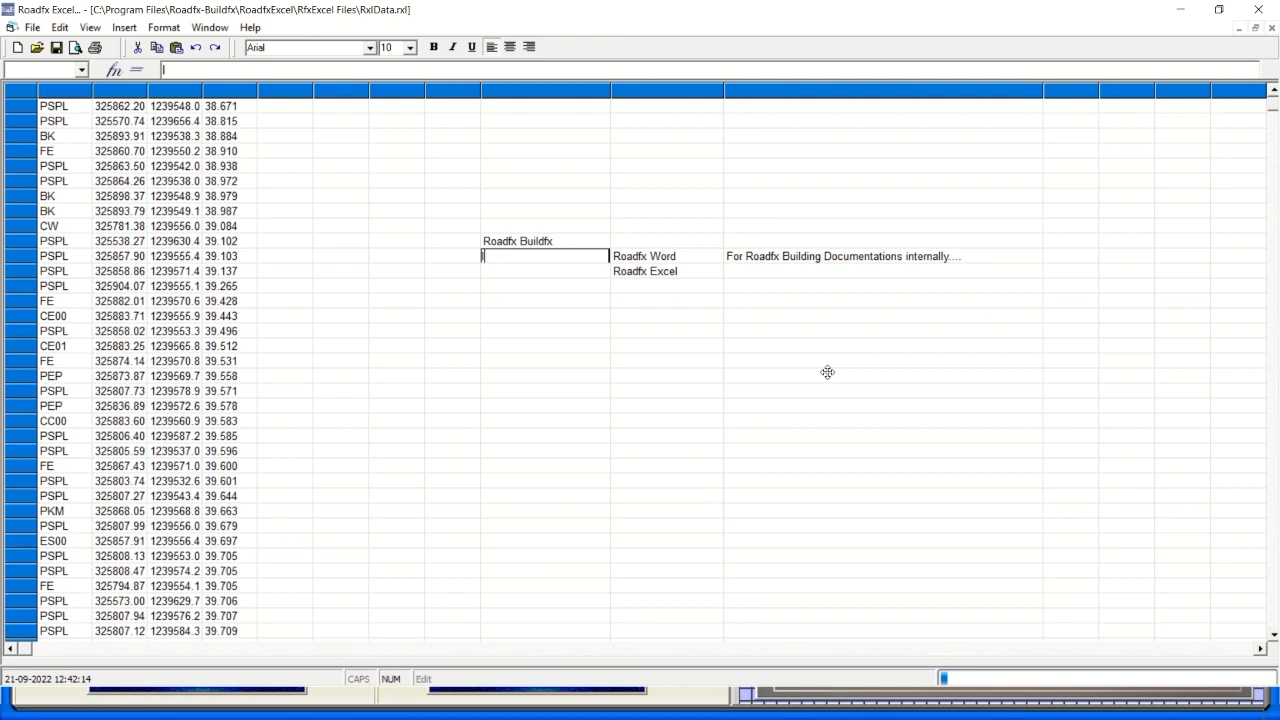 Roadfx Excel... - [C:\Program Files\Roadfx-Buildfx\RoadfxExcel\RfxExcel Files\RxlData.rxl]
File Edit View Insert Format Window Help
Arial 10 B I U
fn =
PSPL 325862.20 1239548.0 38.671
PSPL 325570.74 1239656.4 38.815
BK 325893.91 1239538.3 38.884
FE 325860.70 1239550.2 38.910
PSPL 325863.50 1239542.0 38.938
PSPL 325864.26 1239538.0 38.972
BK 325898.37 1239548.9 38.979
BK 325893.79 1239549.1 38.987
CW 325781.38 1239556.0 39.084
PSPL 325538.27 1239630.4 39.102 Roadfx Buildfx
PSPL 325857.90 1239555.4 39.103 Roadfx Word For Roadfx Building Documentations internally....
PSPL 325858.86 1239571.4 39.137 Roadfx Excel
PSPL 325904.07 1239555.1 39.265
FE 325882.01 1239570.6 39.428
CE00 325883.71 1239555.9 39.443
PSPL 325858.02 1239553.3 39.496
CE01 325883.25 1239565.8 39.512
FE 325874.14 1239570.8 39.531
PEP 325873.87 1239569.7 39.558
PSPL 325807.73 1239578.9 39.571
PEP 325836.89 1239572.6 39.578
CC00 325883.60 1239560.9 39.583
PSPL 325806.40 1239587.2 39.585
PSPL 325805.59 1239537.0 39.596
FE 325867.43 1239571.0 39.600
PSPL 325803.74 1239532.6 39.601
PSPL 325807.27 1239543.4 39.644
PKM 325868.05 1239568.8 39.663
PSPL 325807.99 1239556.0 39.679
ES00 325857.91 1239556.4 39.697
PSPL 325808.13 1239553.0 39.705
PSPL 325808.47 1239574.2 39.705
FE 325794.87 1239554.1 39.705
PSPL 325573.00 1239629.7 39.706
PSPL 325807.94 1239576.2 39.707
PSPL 325807.12 1239584.3 39.709
21-09-2022 12:42:14 CAPS NUM Edit